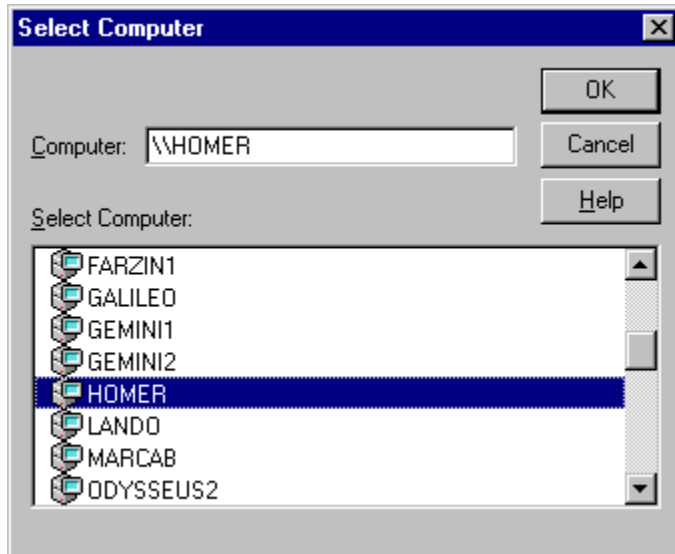 Select Computer
OK
Computer: \\HOMER
Cancel
Help
Select Computer:
FARZIN1
GALILEO
GEMINI1
GEMINI2
HOMER
LANDO
MARCAB
ODYSSEUS2